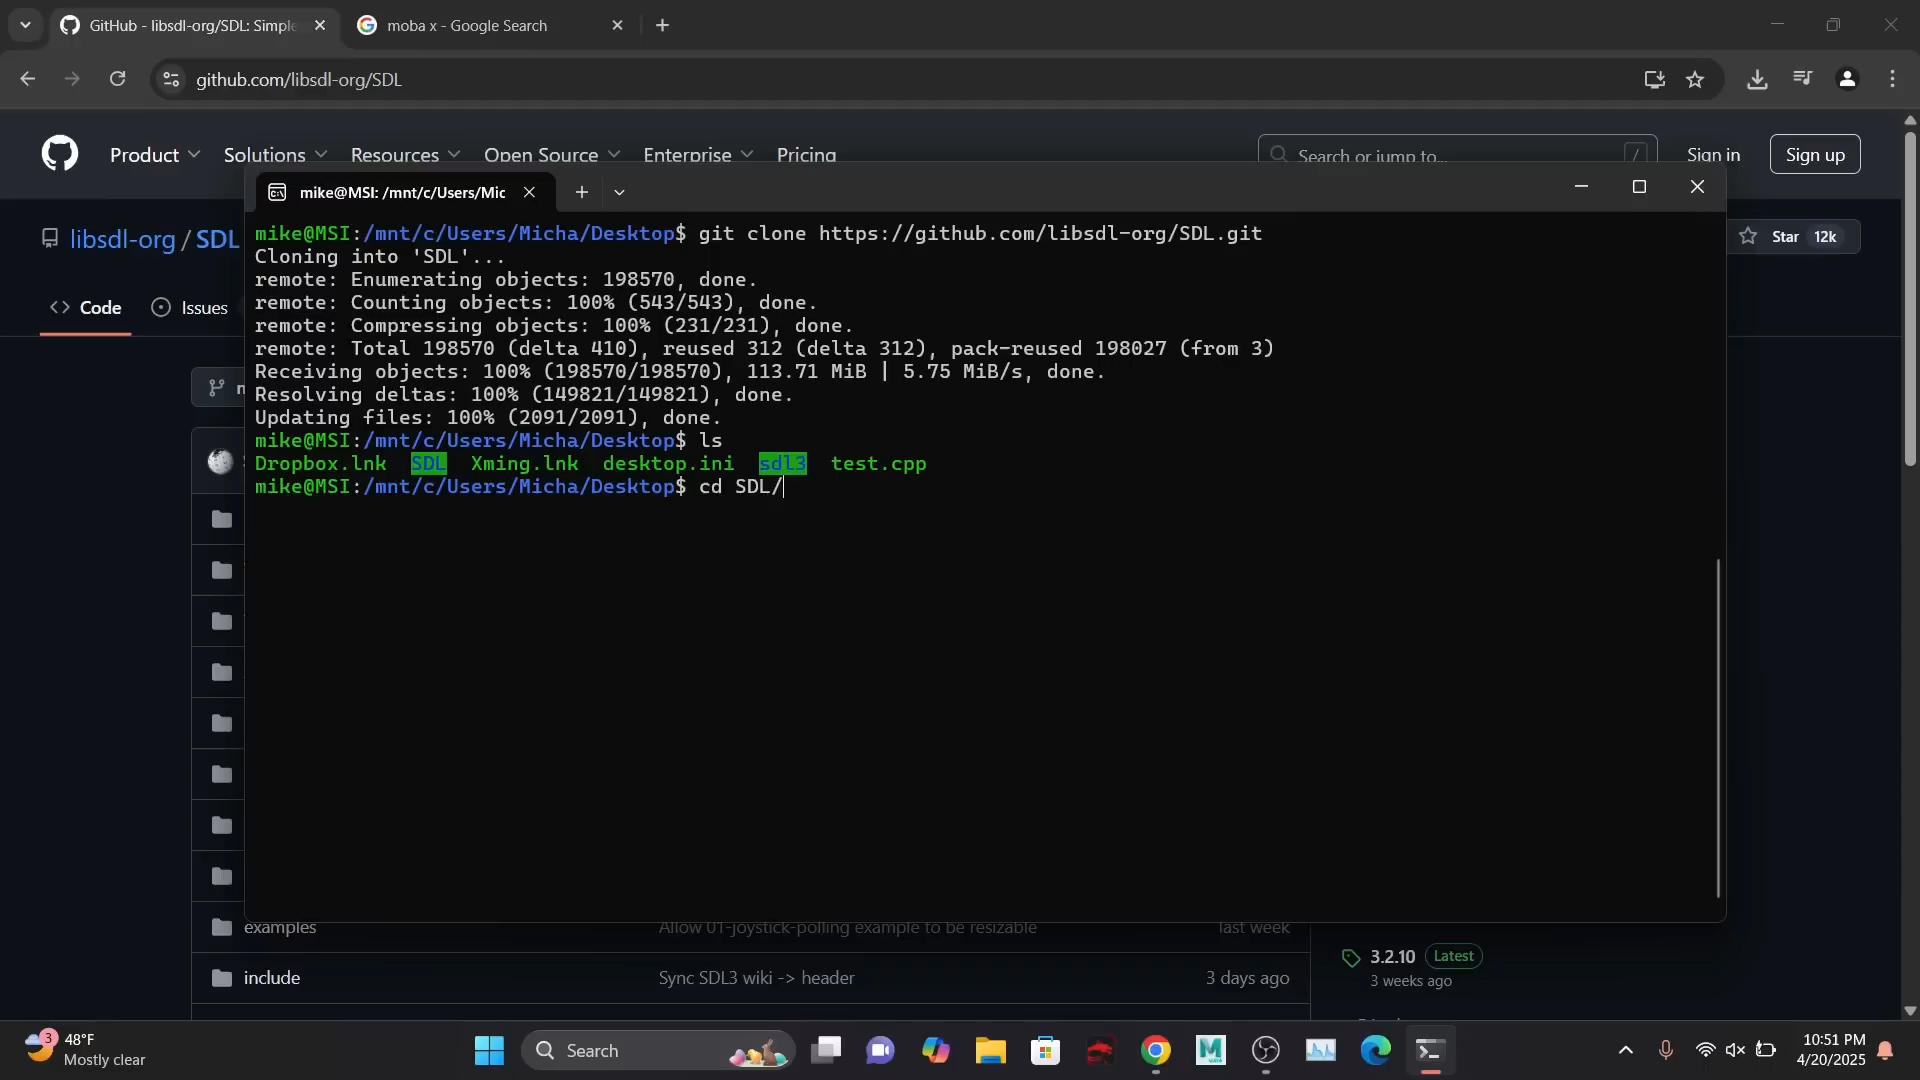 GitHub - libsdl-org/SDL: Simple
moba x - Google Search
github.com/libsdl-org/SDL
Product Solutions Resources Open Source Enterprise Pricing
Search or jump to...
/
Sign in
Sign up
mike@MSI: /mnt/c/Users/Mic
libsdl-org / SDL
Star 12k
Code
Issues
mike@MSI:/mnt/c/Users/Micha/Desktop$ git clone https://github.com/libsdl-org/SDL.git
Cloning into 'SDL'...
remote: Enumerating objects: 198570, done.
remote: Counting objects: 100% (543/543), done.
remote: Compressing objects: 100% (231/231), done.
remote: Total 198570 (delta 410), reused 312 (delta 312), pack-reused 198027 (from 3)
Receiving objects: 100% (198570/198570), 113.71 MiB | 5.75 MiB/s, done.
Resolving deltas: 100% (149821/149821), done.
Updating files: 100% (2091/2091), done.
mike@MSI:/mnt/c/Users/Micha/Desktop$ ls
Dropbox.lnk SDL Xming.lnk desktop.ini sdl3 test.cpp
mike@MSI:/mnt/c/Users/Micha/Desktop$ cd SDL/
examples Allow 01-joystick-polling example to be resizable last week
include Sync SDL3 wiki -> header 3 days ago
3.2.10 Latest
3 weeks ago
3
48°F
Mostly clear
Search
10:51 PM
4/20/2025